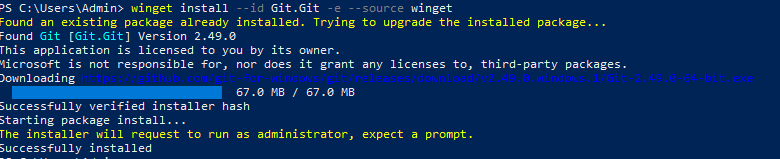 PS C:\Users\Admin> winget install --id Git.Git -e --source winget
Found an existing package already installed. Trying to upgrade the installed package...
Found Git [Git.Git] Version 2.49.0
This application is licensed to you by its owner.
Microsoft is not responsible for, nor does it grant any licenses to, third-party packages.
Downloading
67.0 MB / 67.0 MB
Successfully verified installer hash
Starting package install...
The installer will request to run as administrator, expect a prompt.
Successfully installed